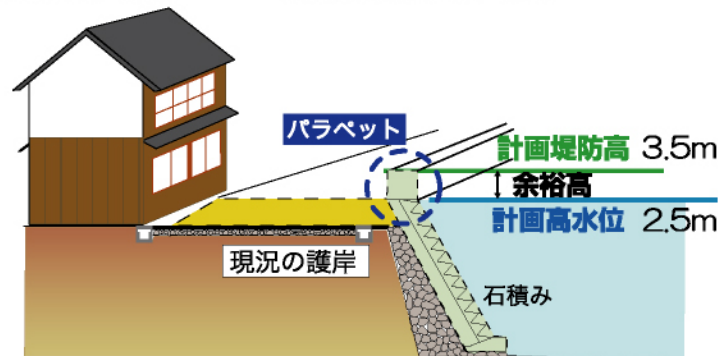 パラペット
計画堤防高 3.5m
余裕高
計画高水位 2.5m
現況の護岸
石積み